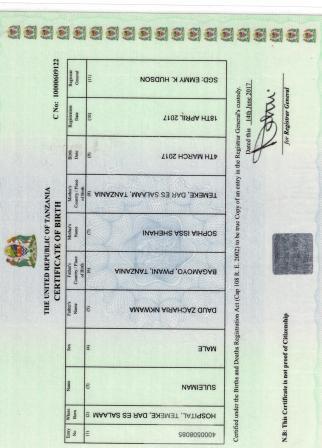 THE UNITED REPUBLIC OF TANZANIA
CERTIFICATE OF BIRTH
C No: 1000609122
Entry No
(1)
4000508085
Where Born
(2)
HOSPITAL, TEMEKE, DAR ES SALAAM
Name
(3)
SULEIMAN
Sex
(4)
MALE
Father's Name
(5)
DAUD ZACHARIA NKWAMA
Father's Country / Place of Birth
(6)
BAGAMOYO, PWANI, TANZANIA
Mother's Name
(7)
SOPHIA ISSA SHEHANI
Mother's Country / Place of Birth
(8)
TEMEKE, DAR ES SALAAM, TANZANIA
Birth Date
(9)
4TH MARCH 2017
Registration Date
(10)
18TH APRIL 2017
Registrar General
(11)
SGD: EMMY K. HUDSON
Certified under the Births and Deaths Registration Act (Cap 108 R. E. 2002) to be true Copy of an entry in the Registrar General's custody.
Dated this 14th June 2017
for Registrar General
N.B: This Certificate is not proof of Citizenship